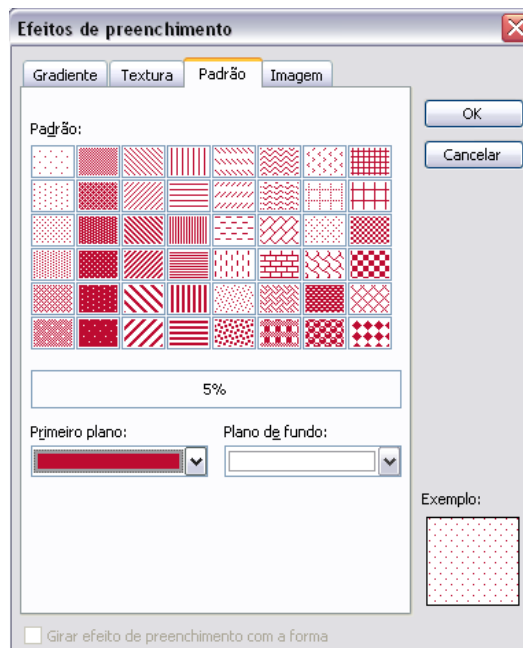 Efeitos de preenchimento
Gradiente Textura Padrão Imagem
OK
Cancelar
Padrão:
5%
Primeiro plano: Plano de fundo:
Exemplo:
Girar efeito de preenchimento com a forma